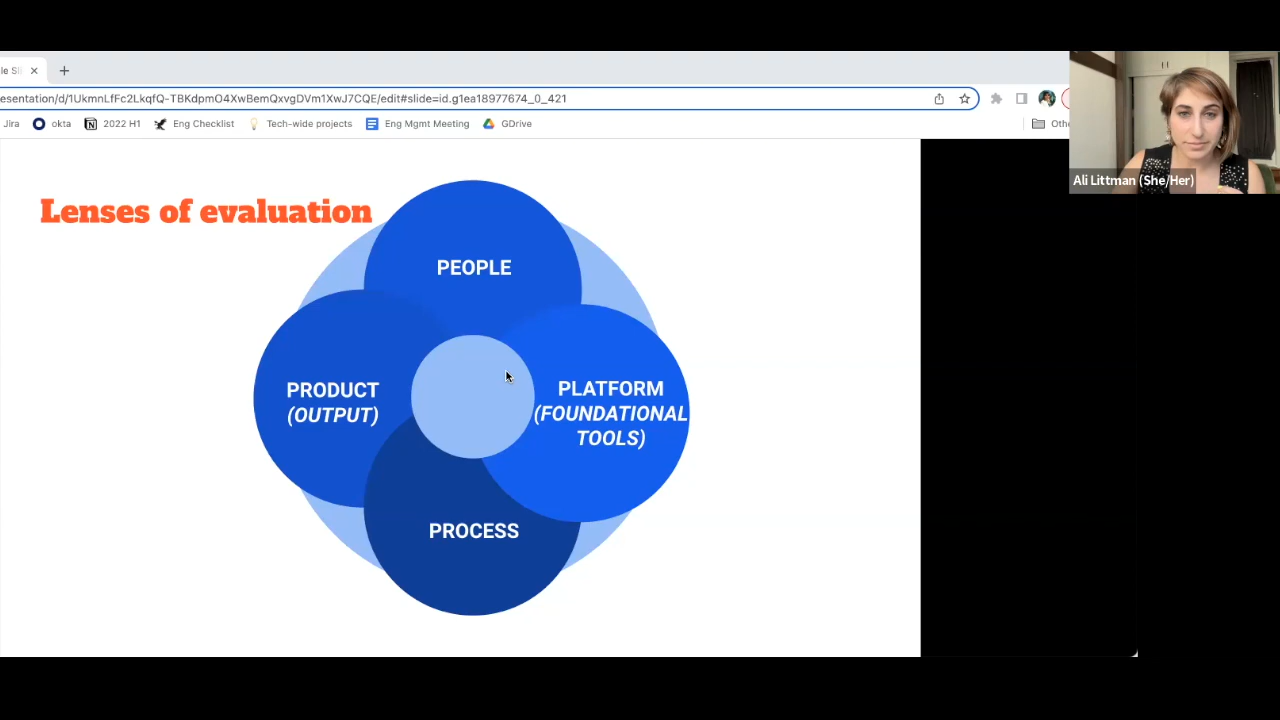 le Sli
esentation/d/1UkmnLfFc2LkqfQ-TBKdpmO4XwBemQxvgDVm1XwJ7CQE/edit#slide=id.g1ea18977674_0_421
Jira okta 2022 H1 Eng Checklist Tech-wide projects Eng Mgmt Meeting GDrive Othe
Ali Littman (She/Her)
Lenses of evaluation
PEOPLE
PRODUCT
(OUTPUT)
PLATFORM
(FOUNDATIONAL
TOOLS)
PROCESS